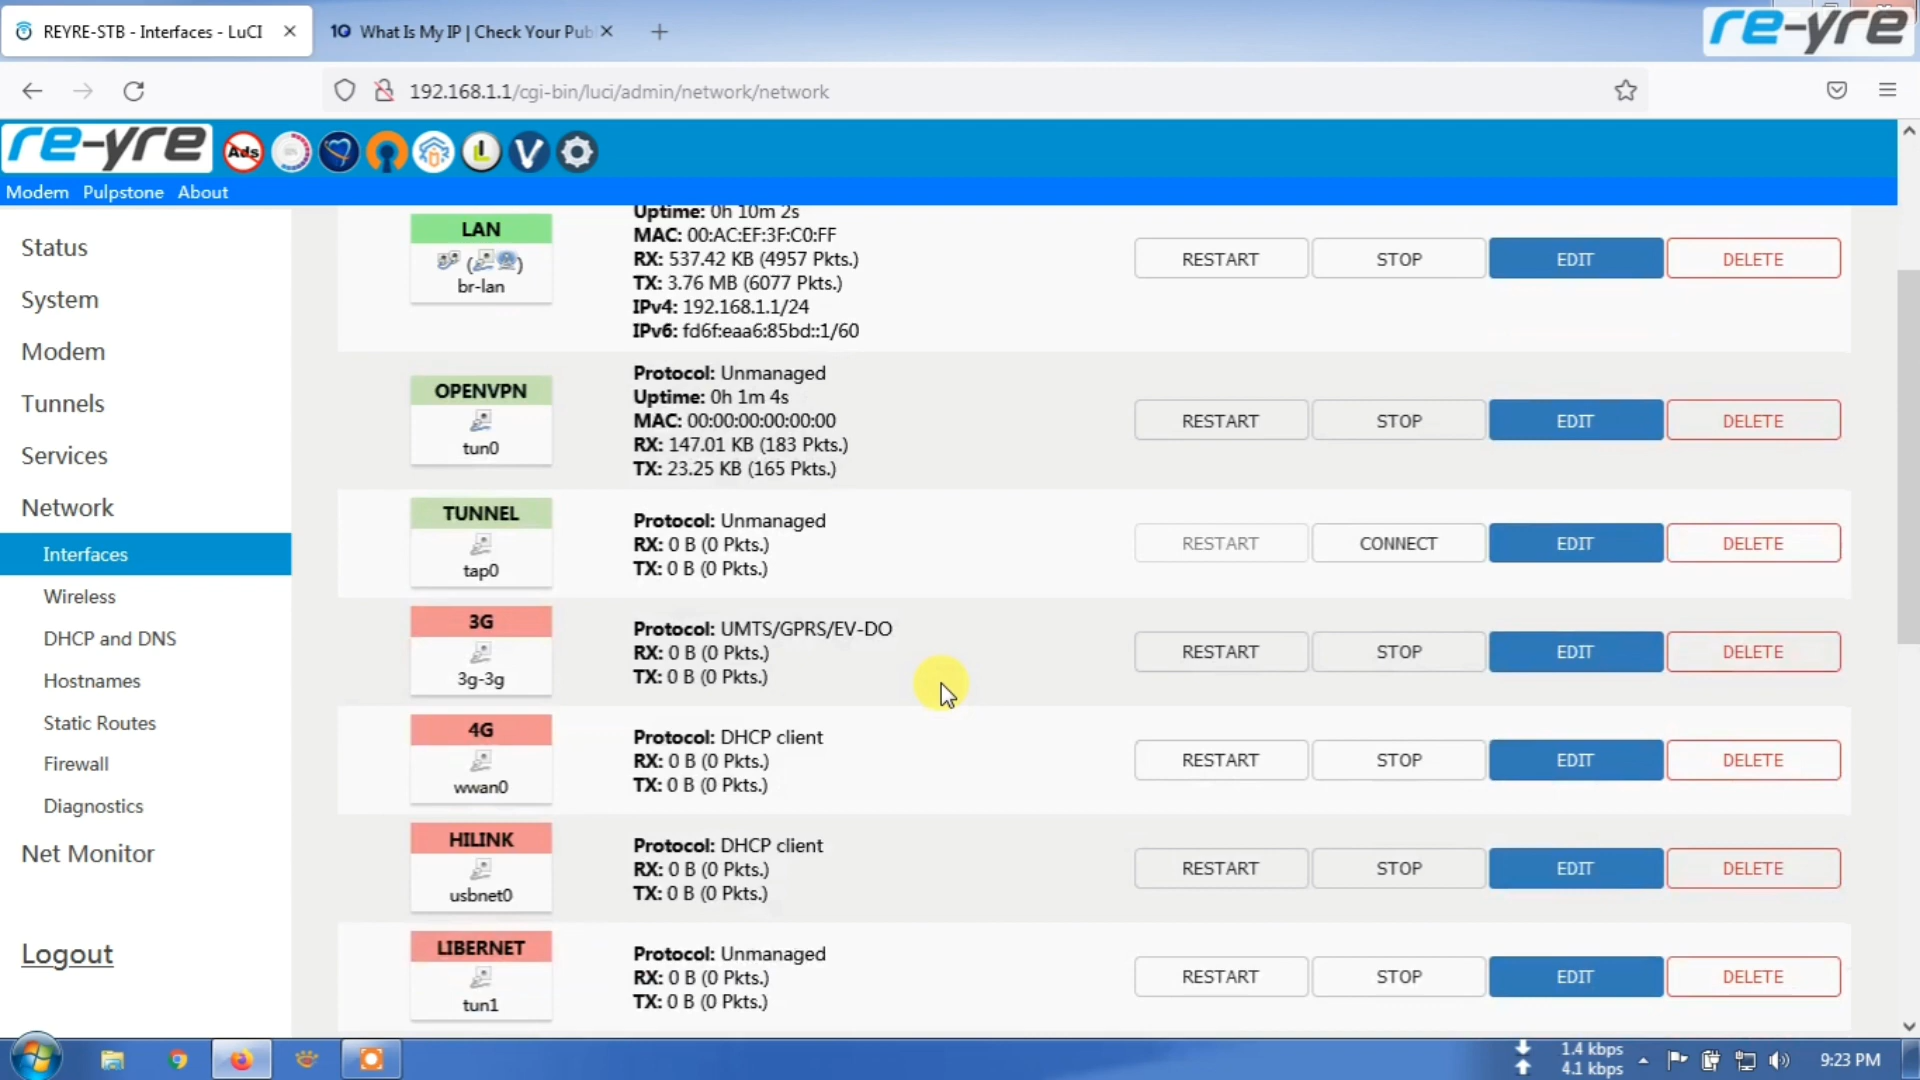 REYRE-STB - Interfaces - LuCI
1Q What Is My IP | Check Your Pub
re-yre
192.168.1.1/cgi-bin/luci/admin/network/network
re-yre Ads
Modem Pulpstone About
Status
System
Modem
Tunnels
Services
Network
Interfaces
Wireless
DHCP and DNS
Hostnames
Static Routes
Firewall
Diagnostics
Net Monitor
Logout
LAN
br-lan
Uptime: 0h 10m 2s
MAC: 00:AC:EF:3F:C0:FF
RX: 537.42 KB (4957 Pkts.)
TX: 3.76 MB (6077 Pkts.)
IPv4: 192.168.1.1/24
IPv6: fd6f:eaa6:85bd::1/60
RESTART STOP EDIT DELETE
OPENVPN
tun0
Protocol: Unmanaged
Uptime: 0h 1m 4s
MAC: 00:00:00:00:00:00
RX: 147.01 KB (183 Pkts.)
TX: 23.25 KB (165 Pkts.)
RESTART STOP EDIT DELETE
TUNNEL
tap0
Protocol: Unmanaged
RX: 0 B (0 Pkts.)
TX: 0 B (0 Pkts.)
RESTART CONNECT EDIT DELETE
3G
3g-3g
Protocol: UMTS/GPRS/EV-DO
RX: 0 B (0 Pkts.)
TX: 0 B (0 Pkts.)
RESTART STOP EDIT DELETE
4G
wwan0
Protocol: DHCP client
RX: 0 B (0 Pkts.)
TX: 0 B (0 Pkts.)
RESTART STOP EDIT DELETE
HILINK
usbnet0
Protocol: DHCP client
RX: 0 B (0 Pkts.)
TX: 0 B (0 Pkts.)
RESTART STOP EDIT DELETE
LIBERNET
tun1
Protocol: Unmanaged
RX: 0 B (0 Pkts.)
TX: 0 B (0 Pkts.)
RESTART STOP EDIT DELETE
1.4 kbps
4.1 kbps
9:23 PM